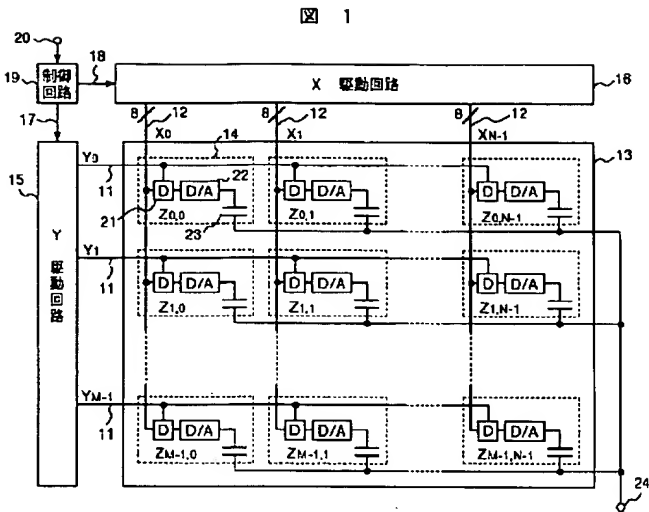 図 1
20
18
19
制御
回路
X 駆動回路
16
17
8 12 8 12 8 12
X0 X1 XN-1
15
Y0
14
13
11
22
D D/A D D/A D D/A
21
23
Z0,0 Z0,1 Z0,N-1
Y1
11
D D/A D D/A D D/A
Z1,0 Z1,1 Z1,N-1
Y 駆動回路
YM-1
11
D D/A D D/A D D/A
ZM-1,0 ZM-1,1 ZM-1,N-1
24